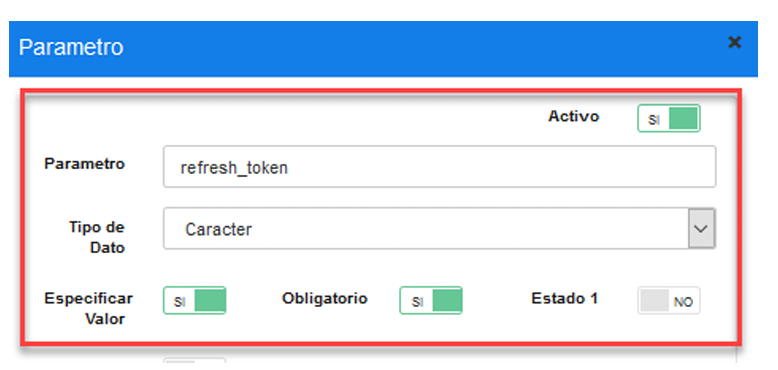 Parametro
Activo SI
Parametro refresh_token
Tipo de Dato Caracter
Especificar Valor SI Obligatorio SI Estado 1 NO